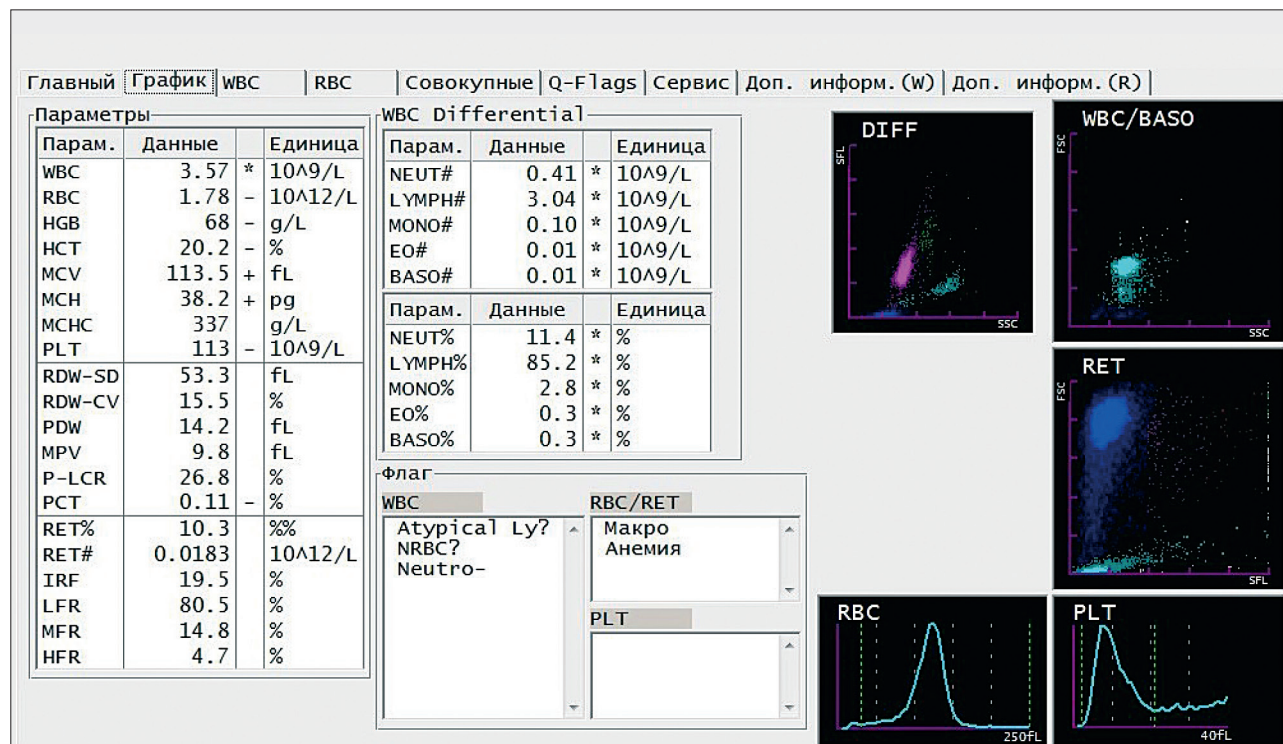 Главный График WBC RBC Совокупные Q-Flags Сервис Доп. информ.(W) Доп. информ.(R)
Параметры
Парам. Данные Единица
WBC 3.57 * 10^9/L
RBC 1.78 - 10^12/L
HGB 68 - g/L
HCT 20.2 - %
MCV 113.5 + fL
MCH 38.2 + pg
MCHC 337 g/L
PLT 113 - 10^9/L
RDW-SD 53.3 fL
RDW-CV 15.5 %
PDW 14.2 fL
MPV 9.8 fL
P-LCR 26.8 %
PCT 0.11 - %
RET% 10.3 %%
RET# 0.0183 10^12/L
IRF 19.5 %
LFR 80.5 %
MFR 14.8 %
HFR 4.7 %
WBC Differential
Парам. Данные Единица
NEUT# 0.41 * 10^9/L
LYMPH# 3.04 * 10^9/L
MONO# 0.10 * 10^9/L
EO# 0.01 * 10^9/L
BASO# 0.01 * 10^9/L
Парам. Данные Единица
NEUT% 11.4 * %
LYMPH% 85.2 * %
MONO% 2.8 * %
EO% 0.3 * %
BASO% 0.3 * %
Флаг
WBC
Atypical Ly?
NRBC?
Neutro-
RBC/RET
Макро
Анемия
PLT
DIFF
SFL
SSC
WBC/BASO
FSC
SSC
RET
FSC
SFL
RBC
250fL
PLT
40fL